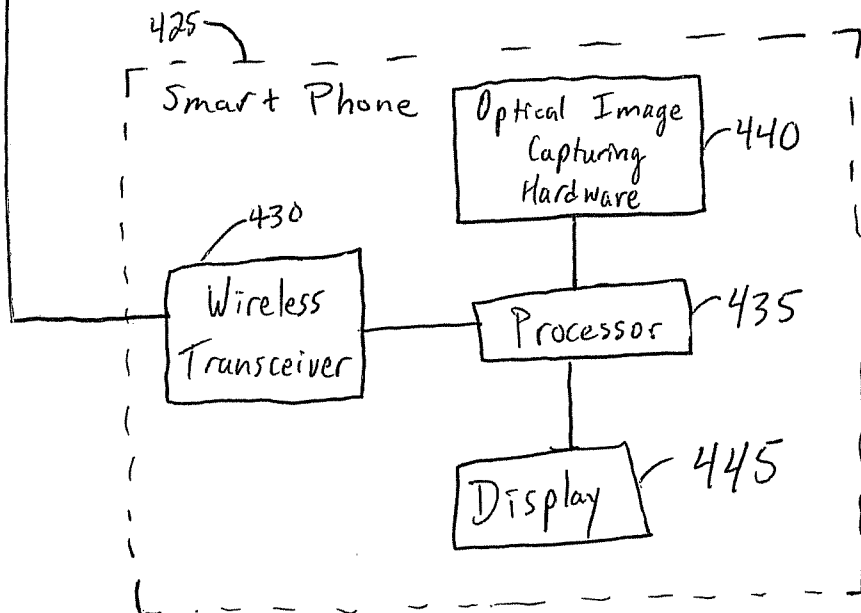 425
Smart Phone
Optical Image
Capturing
Hardware
440
430
Wireless
Transceiver
Processor
435
Display
445